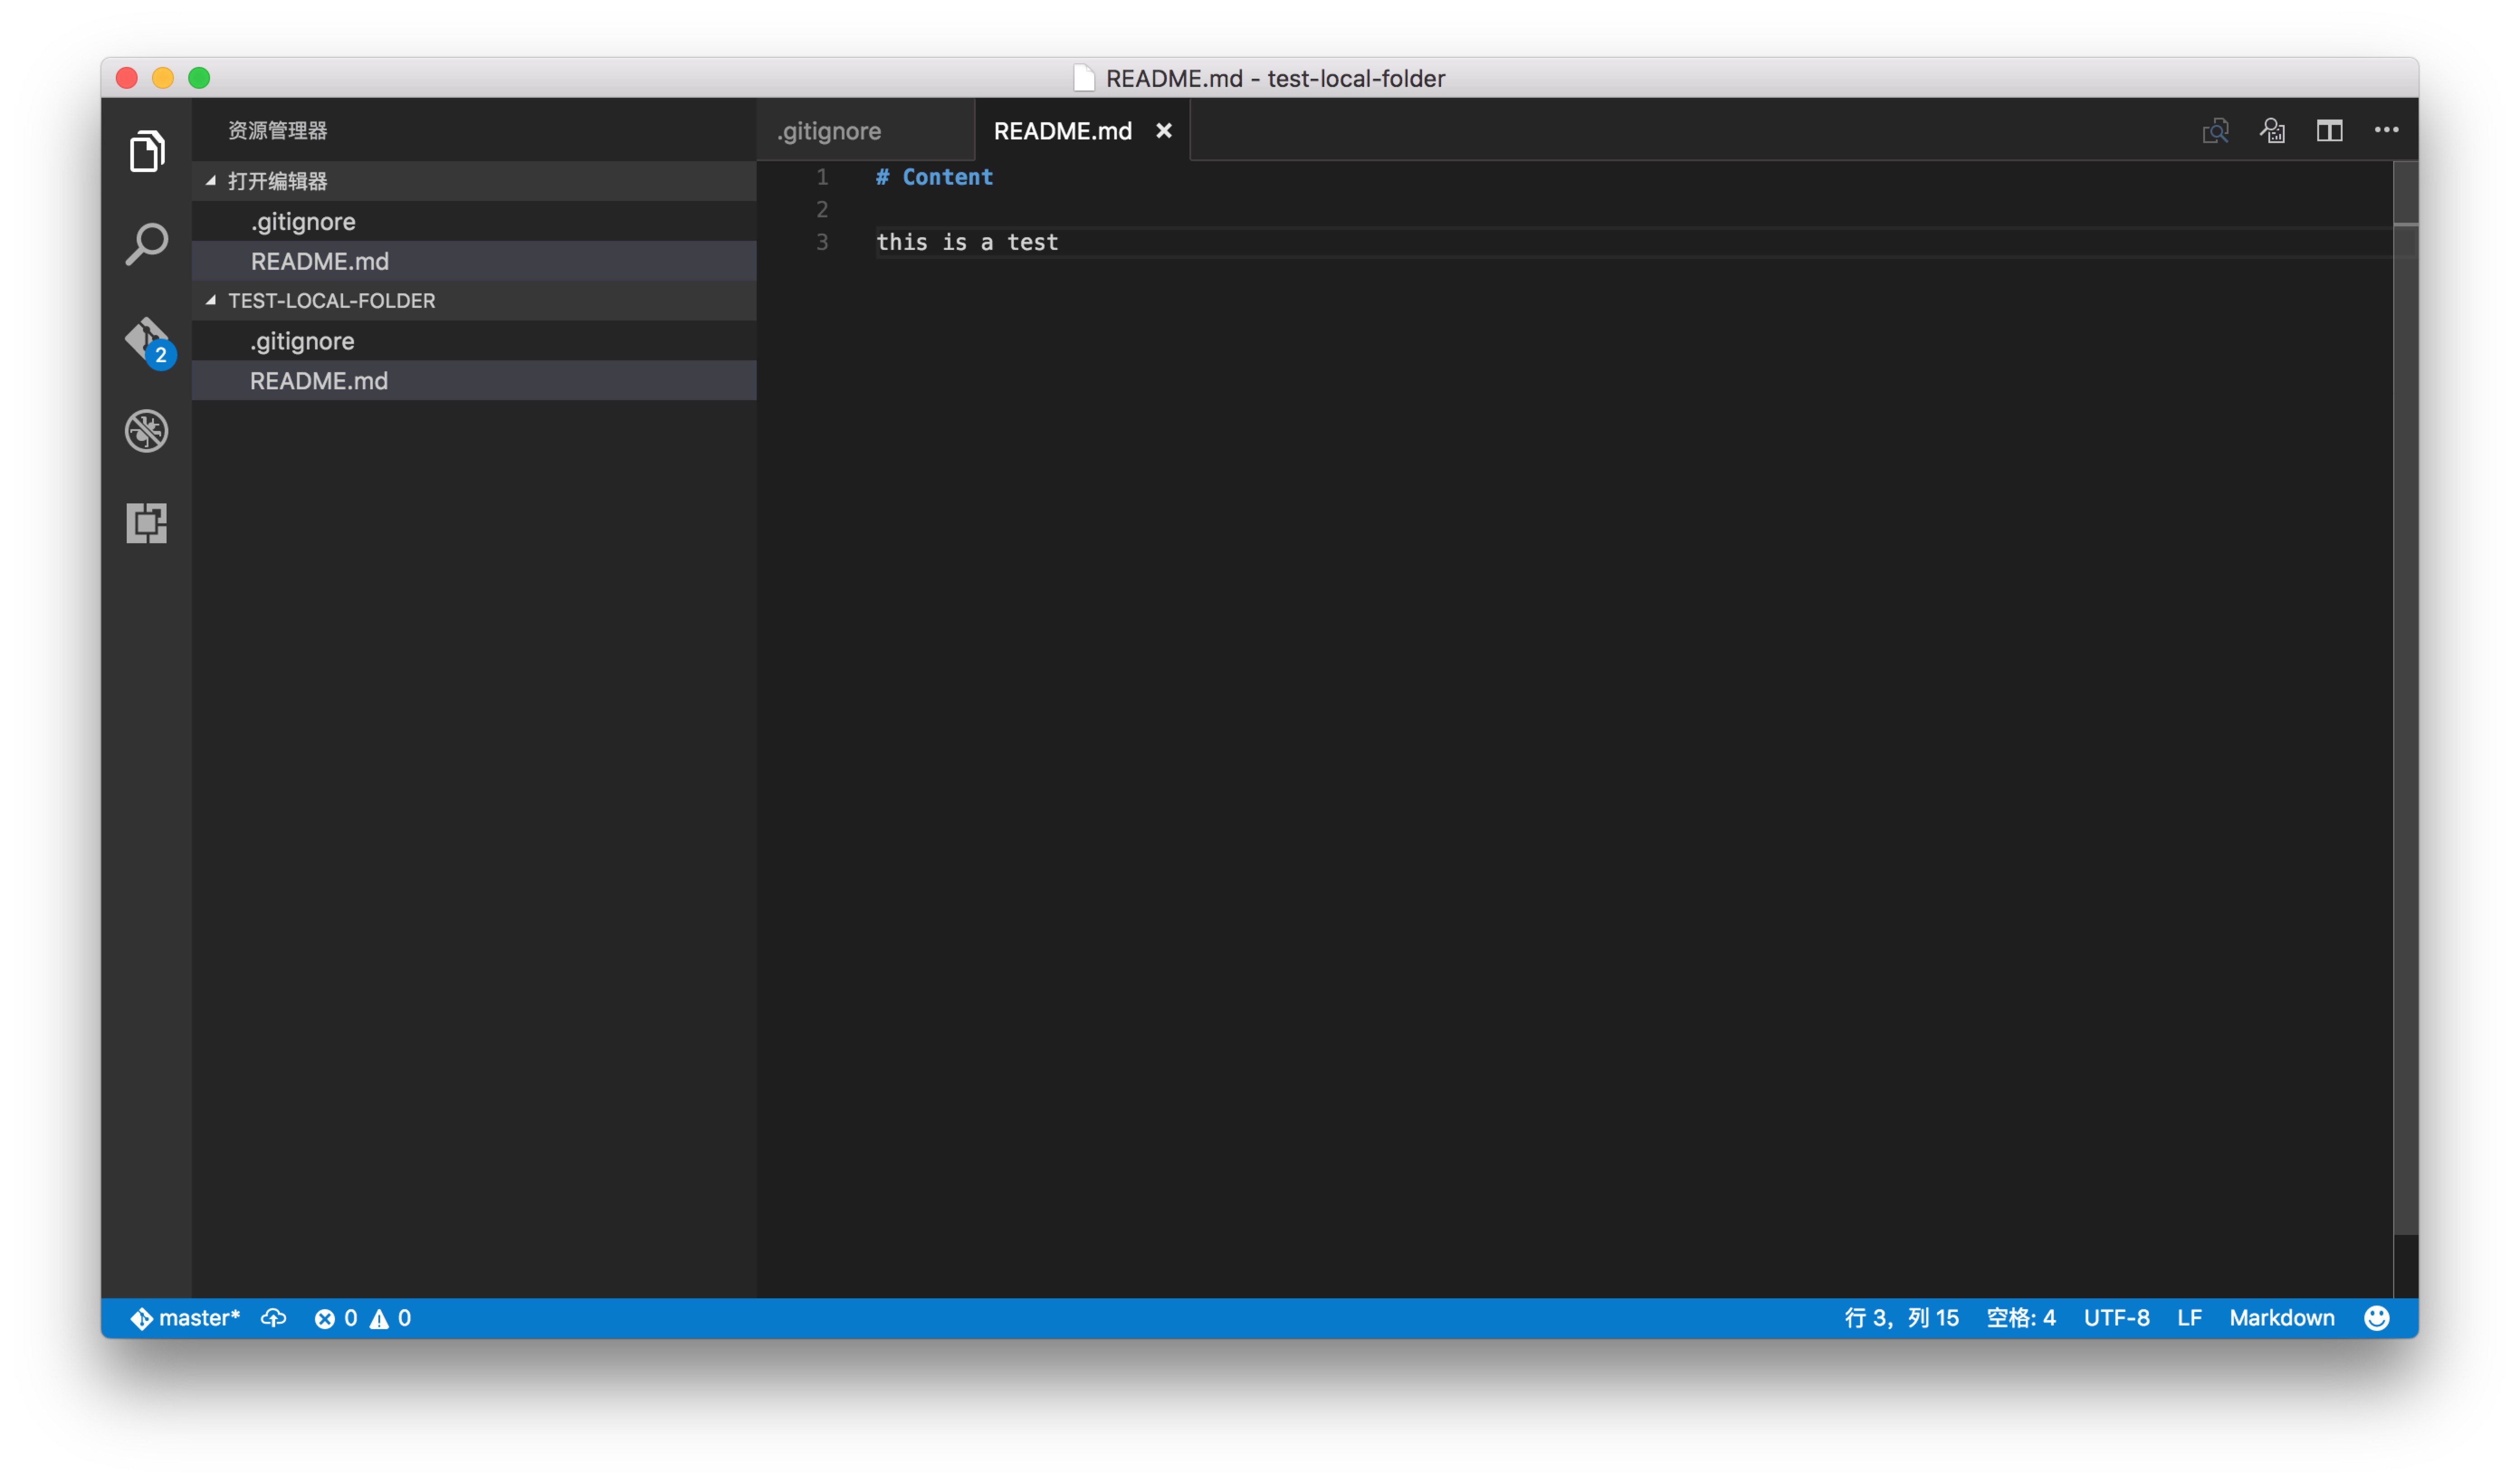 README.md - test-local-folder
资源管理器
打开编辑器
.gitignore
README.md
TEST-LOCAL-FOLDER
.gitignore
README.md
2
.gitignore README.md
1 # Content
2
3 this is a test
master* 0 0
行 3，列 15 空格: 4 UTF-8 LF Markdown